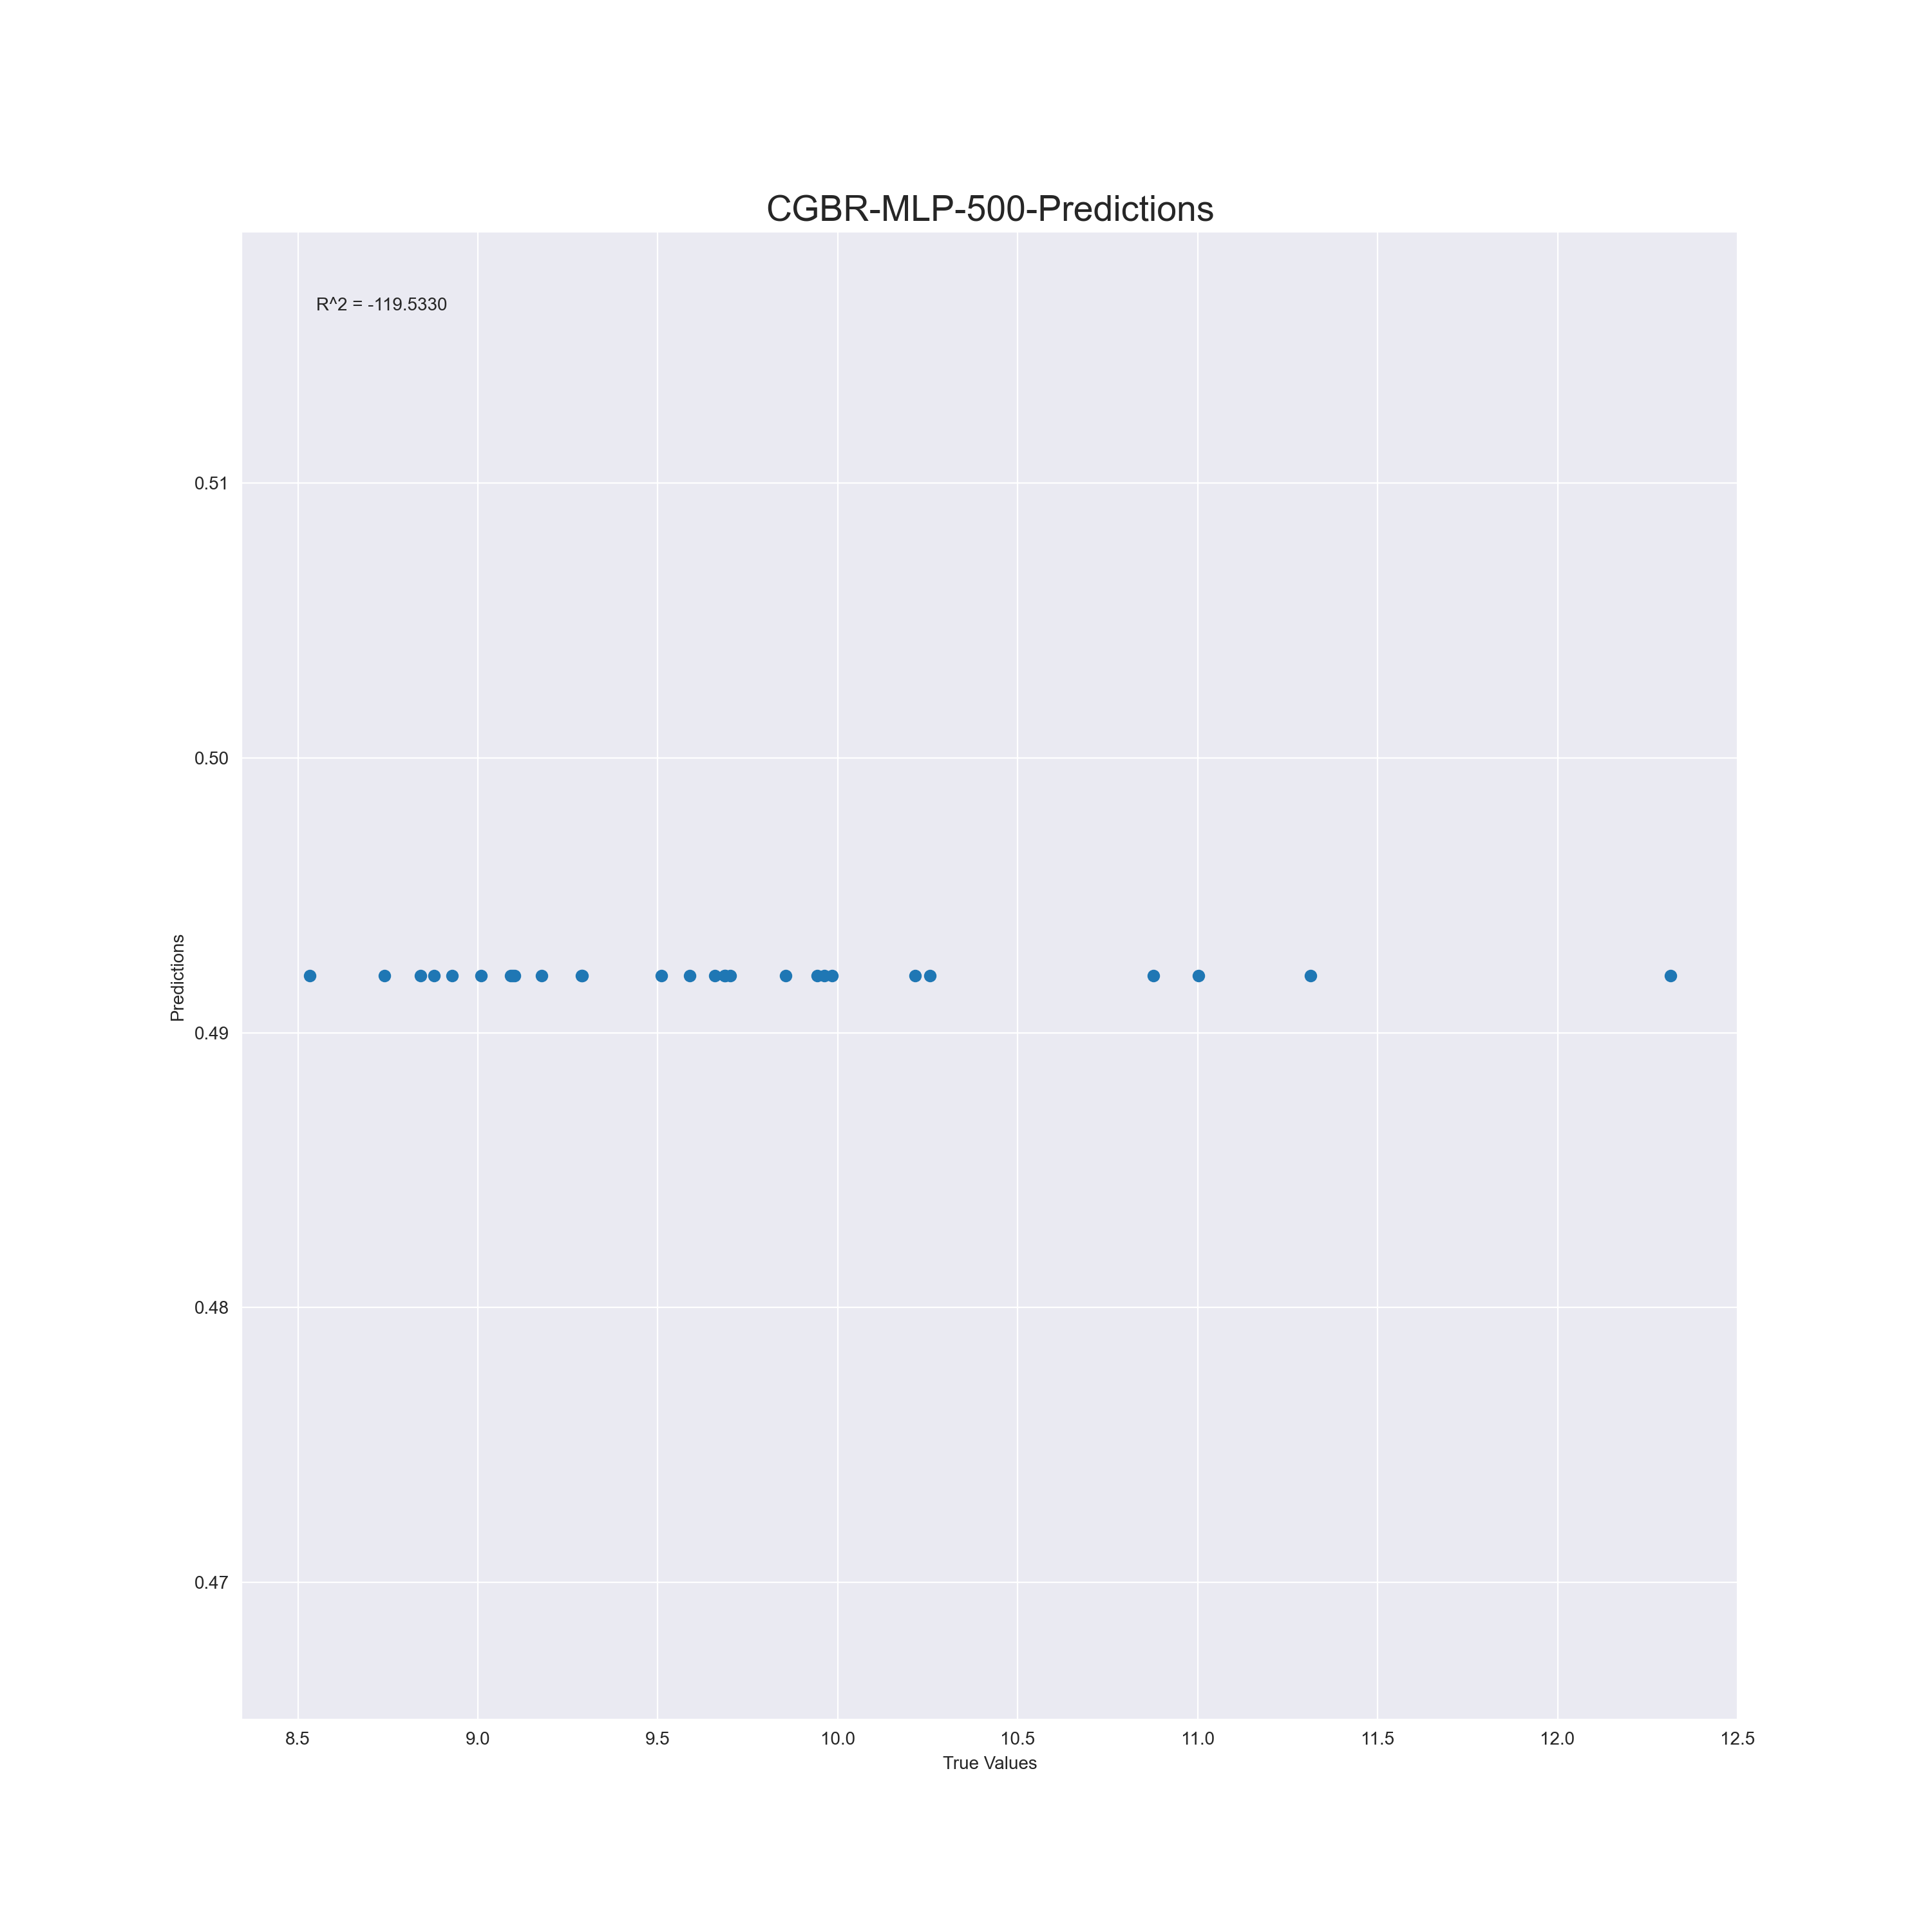 CGBR-MLP-500-Predictions
R^2 = -119.5330
0.51
0.50
0.49
0.48
0.47
Predictions
8.5 9.0 9.5 10.0 10.5 11.0 11.5 12.0 12.5
True Values